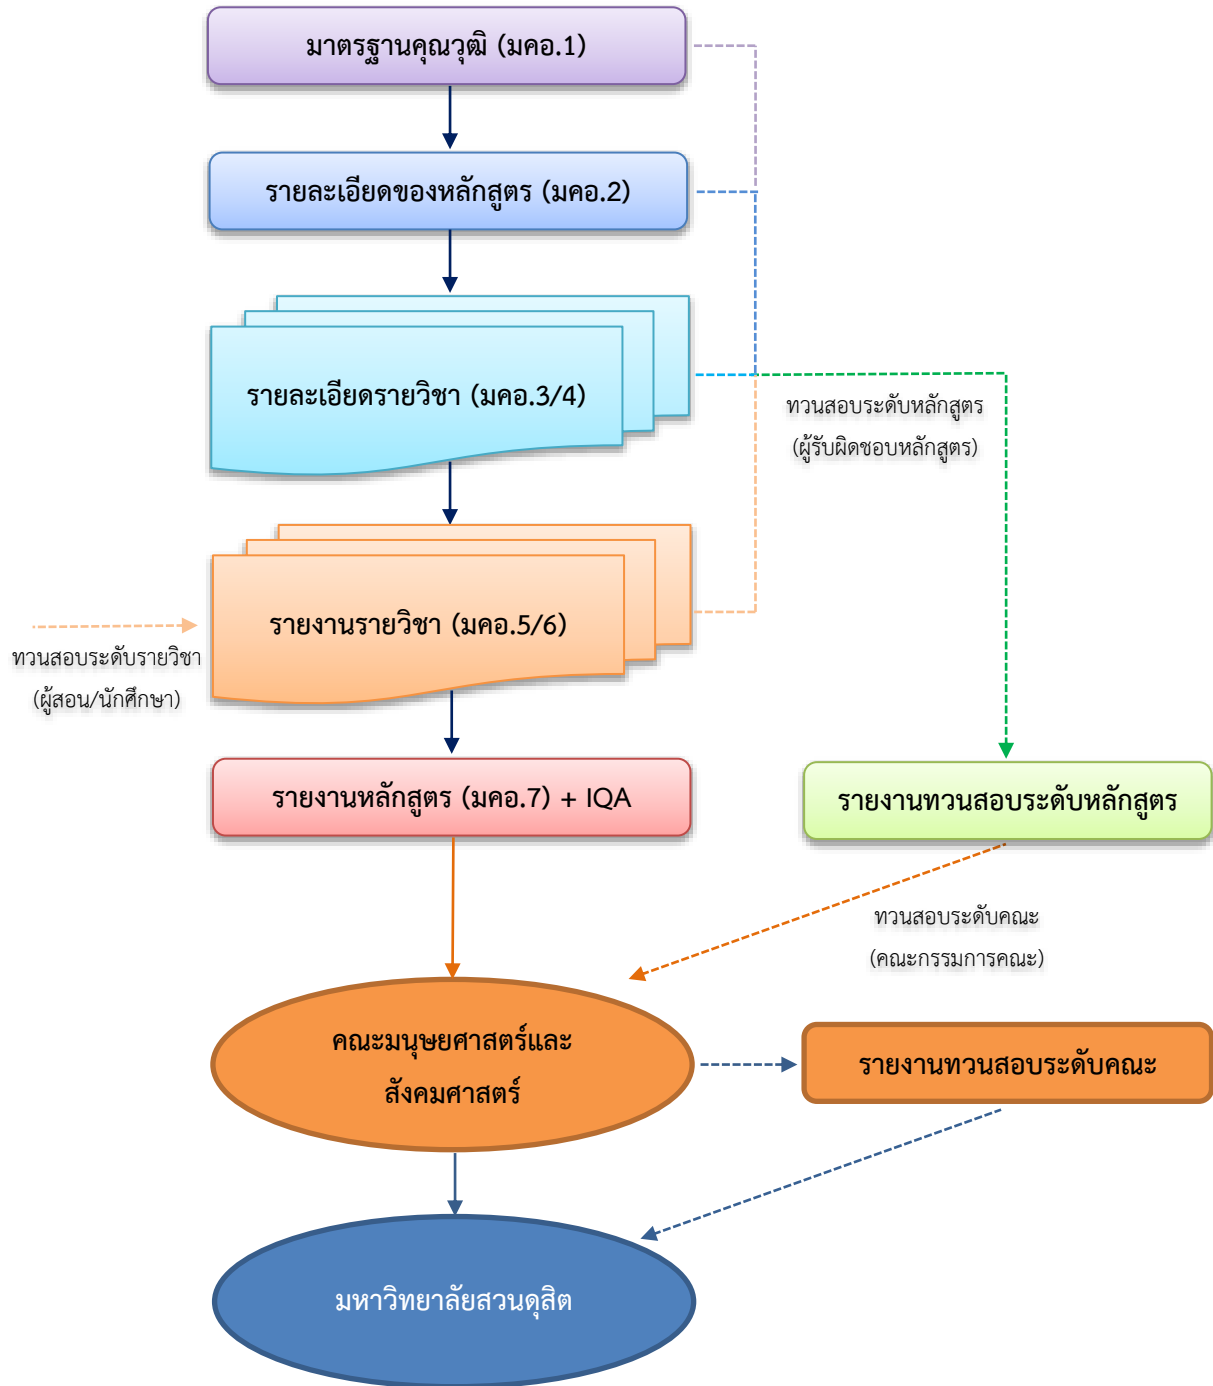 มาตรฐานคุณวุฒิ (มคอ.1)
รายละเอียดของหลักสูตร (มคอ.2)
รายละเอียดรายวิชา (มคอ.3/4)
ทวนสอบระดับหลักสูตร
(ผู้รับผิดชอบหลักสูตร)
รายงานรายวิชา (มคอ.5/6)
ทวนสอบระดับรายวิชา
(ผู้สอน/นักศึกษา)
รายงานหลักสูตร (มคอ.7) + IQA
รายงานทวนสอบระดับหลักสูตร
ทวนสอบระดับคณะ
(คณะกรรมการคณะ)
คณะมนุษยศาสตร์และ
สังคมศาสตร์
รายงานทวนสอบระดับคณะ
มหาวิทยาลัยสวนดุสิต